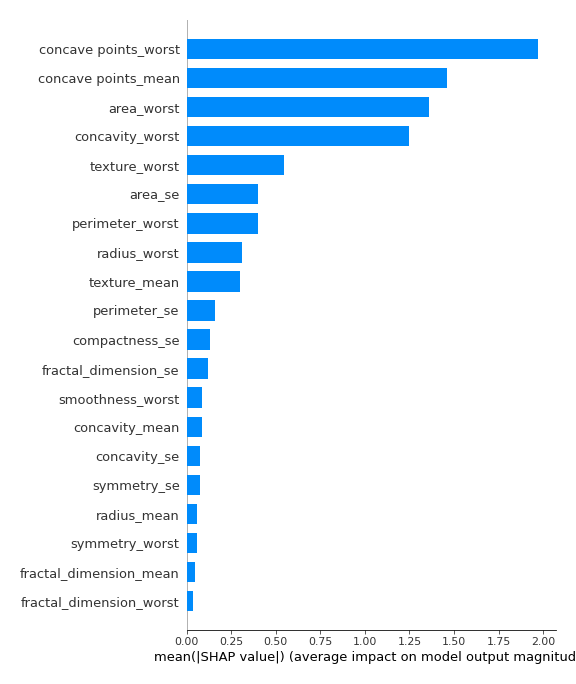 concave points_worst
concave points_mean
area_worst
concavity_worst
texture_worst
area_se
perimeter_worst
radius_worst
texture_mean
perimeter_se
compactness_se
fractal_dimension_se
smoothness_worst
concavity_mean
concavity_se
symmetry_se
radius_mean
symmetry_worst
fractal_dimension_mean
fractal_dimension_worst
0.00 0.25 0.50 0.75 1.00 1.25 1.50 1.75 2.00
mean(|SHAP value|) (average impact on model output magnitud